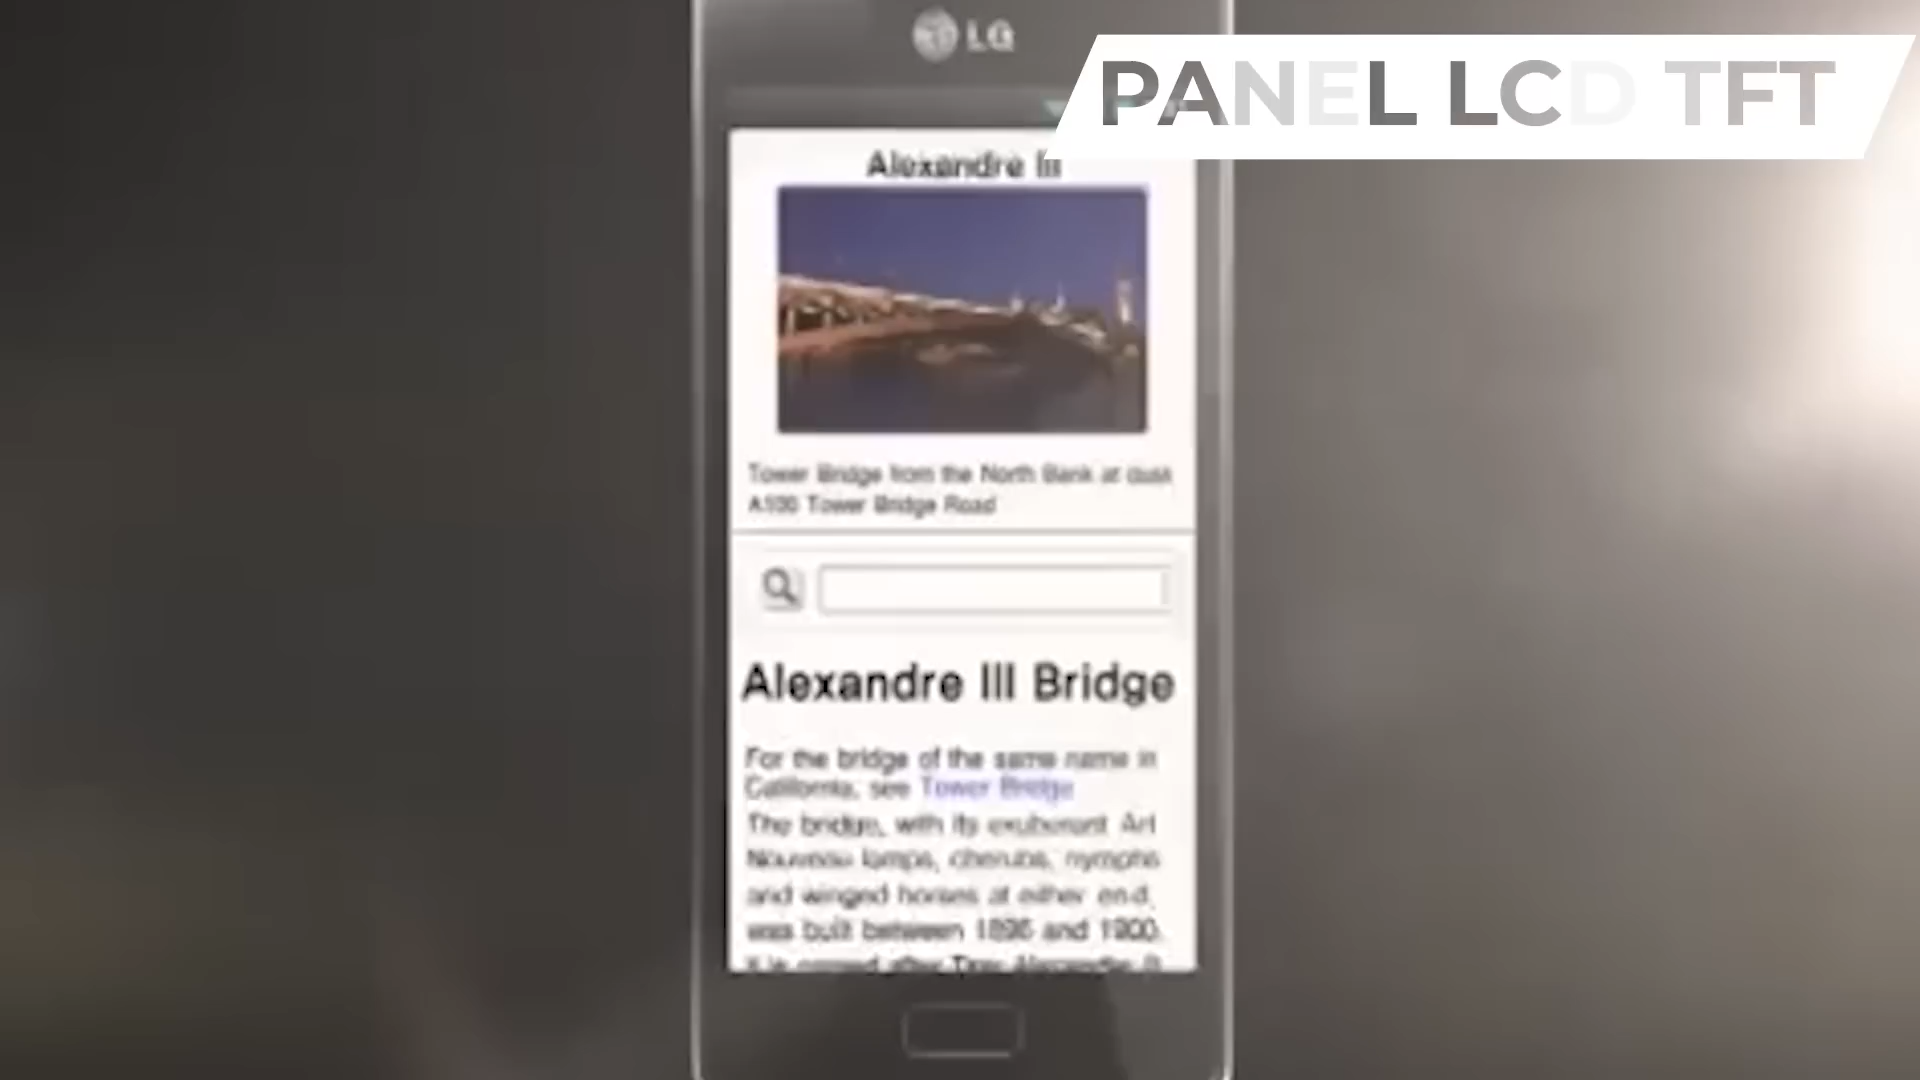 LG
PANEL LCD TFT
Alexandre III
Tower Bridge from the North Bank at dusk
A100 Tower Bridge Road
Alexandre III Bridge
For the bridge of the same name in
California, see Tower Bridge
The bridge, with its exuberant Art
Nouveau lamps, cherubs, nymphs
and winged horses at either end,
was built between 1896 and 1900.